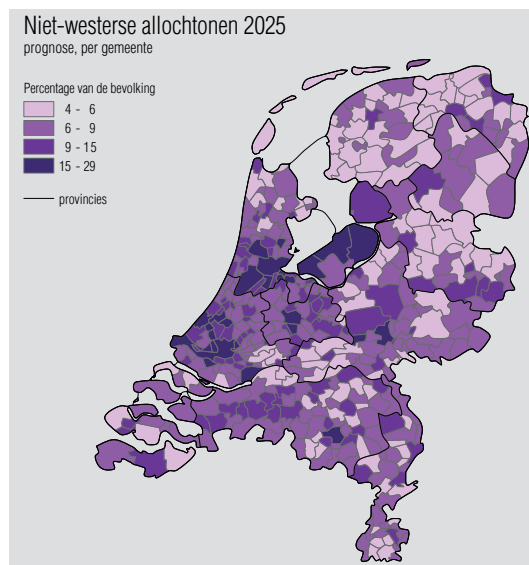 Niet-westerse allochtonen 2025
prognose, per gemeente
Percentage van de bevolking
4 - 6
6 - 9
9 - 15
15 - 29
provincies